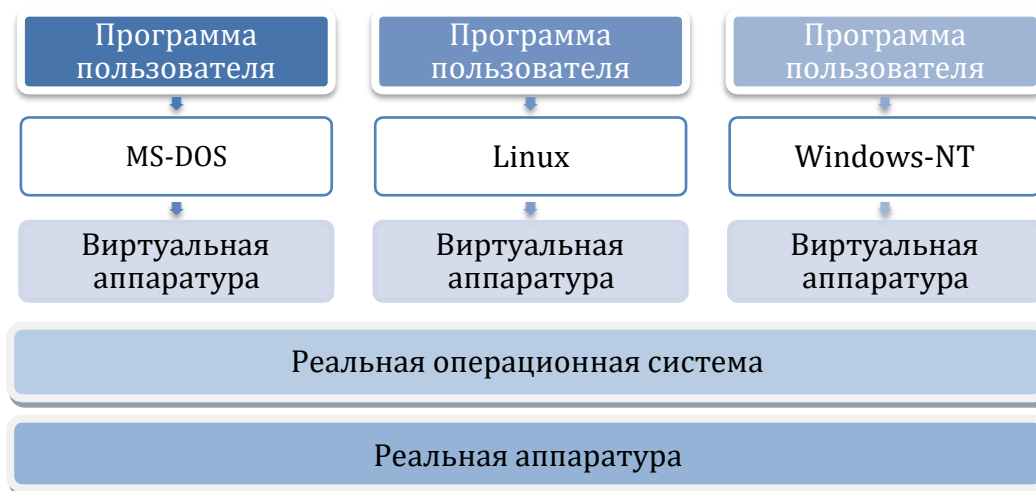 Программа
пользователя
Программа
пользователя
Программа
пользователя
MS-DOS
Linux
Windows-NT
Виртуальная
аппаратура
Виртуальная
аппаратура
Виртуальная
аппаратура
Реальная операционная система
Реальная аппаратура